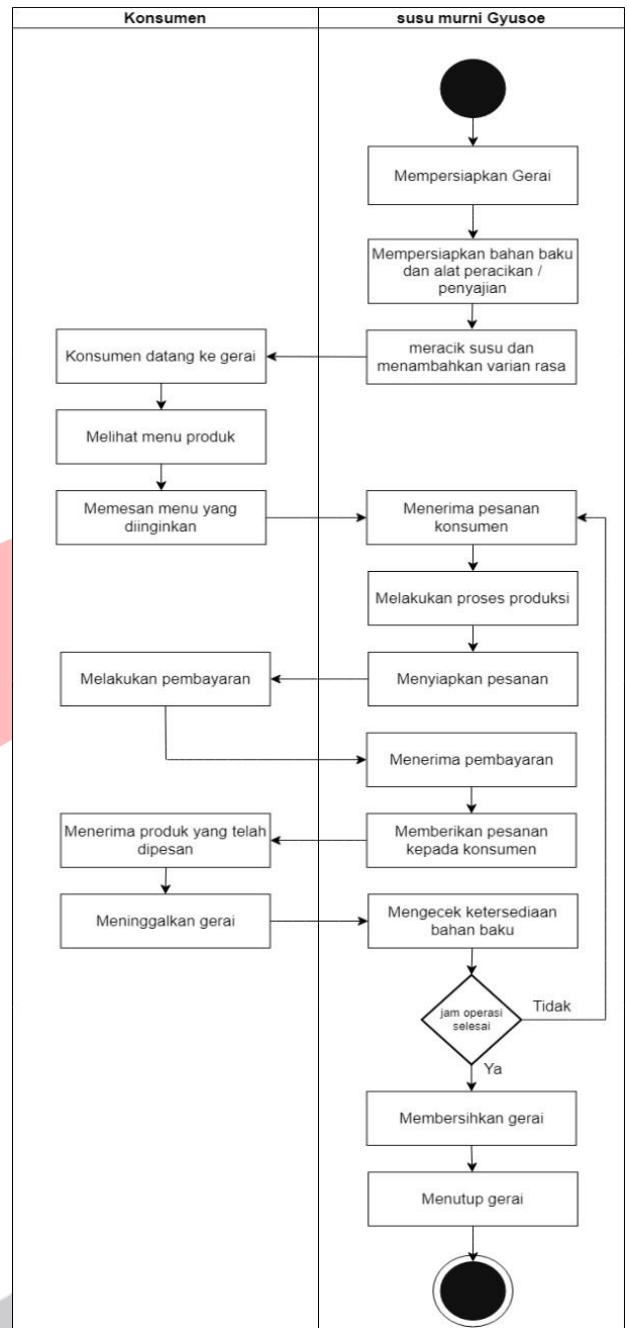 Konsumen
susu murni Gyusoe
Mempersiapkan Gerai
Mempersiapkan bahan baku
dan alat peracikan /
penyajian
meracik susu dan
menambahkan varian rasa
Konsumen datang ke gerai
Melihat menu produk
Memesan menu yang
diinginkan
Menerima pesanan
konsumen
Melakukan proses produksi
Menyiapkan pesanan
Melakukan pembayaran
Menerima pembayaran
Memberikan pesanan
kepada konsumen
Menerima produk yang telah
dipesan
Meninggalkan gerai
Mengecek ketersediaan
bahan baku
jam operasi
selesai
Tidak
Ya
Membersihkan gerai
Menutup gerai